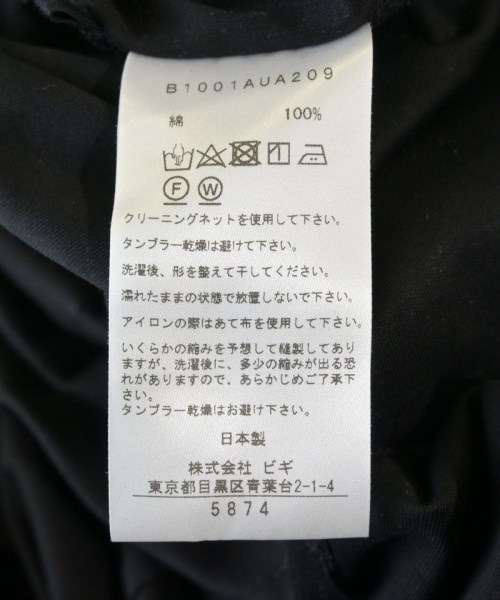 B1001AUA209
綿 100%
F W
クリーニングネットを使用して下さい。
タンブラー乾燥は避けて下さい。
洗濯後、形を整えて干してください。
濡れたままの状態で放置しないで下さい。
アイロンの際はあて布を使用して下さい。
いくらかの縮みを予想して縫製してあり
ますが、洗濯後に、多少の縮みが出る恐
れがありますので、あらかじめご了承下
さい。
タンブラー乾燥はお避け下さい。
日本製
株式会社 ビギ
東京都目黒区青葉台2-1-4
5874